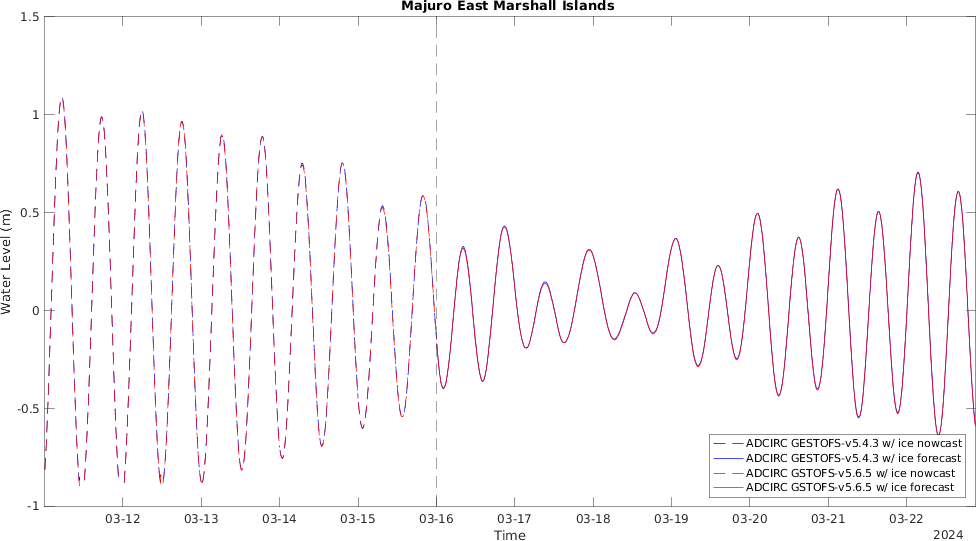 Majuro East Marshall Islands
1.5
1
0.5
0
-0.5
-1
Water Level (m)
03-12 03-13 03-14 03-15 03-16 03-17 03-18 03-19 03-20 03-21 03-22
Time
2024
ADCIRC GESTOFS-v5.4.3 w/ ice nowcast
ADCIRC GESTOFS-v5.4.3 w/ ice forecast
ADCIRC GSTOFS-v5.6.5 w/ ice nowcast
ADCIRC GSTOFS-v5.6.5 w/ ice forecast